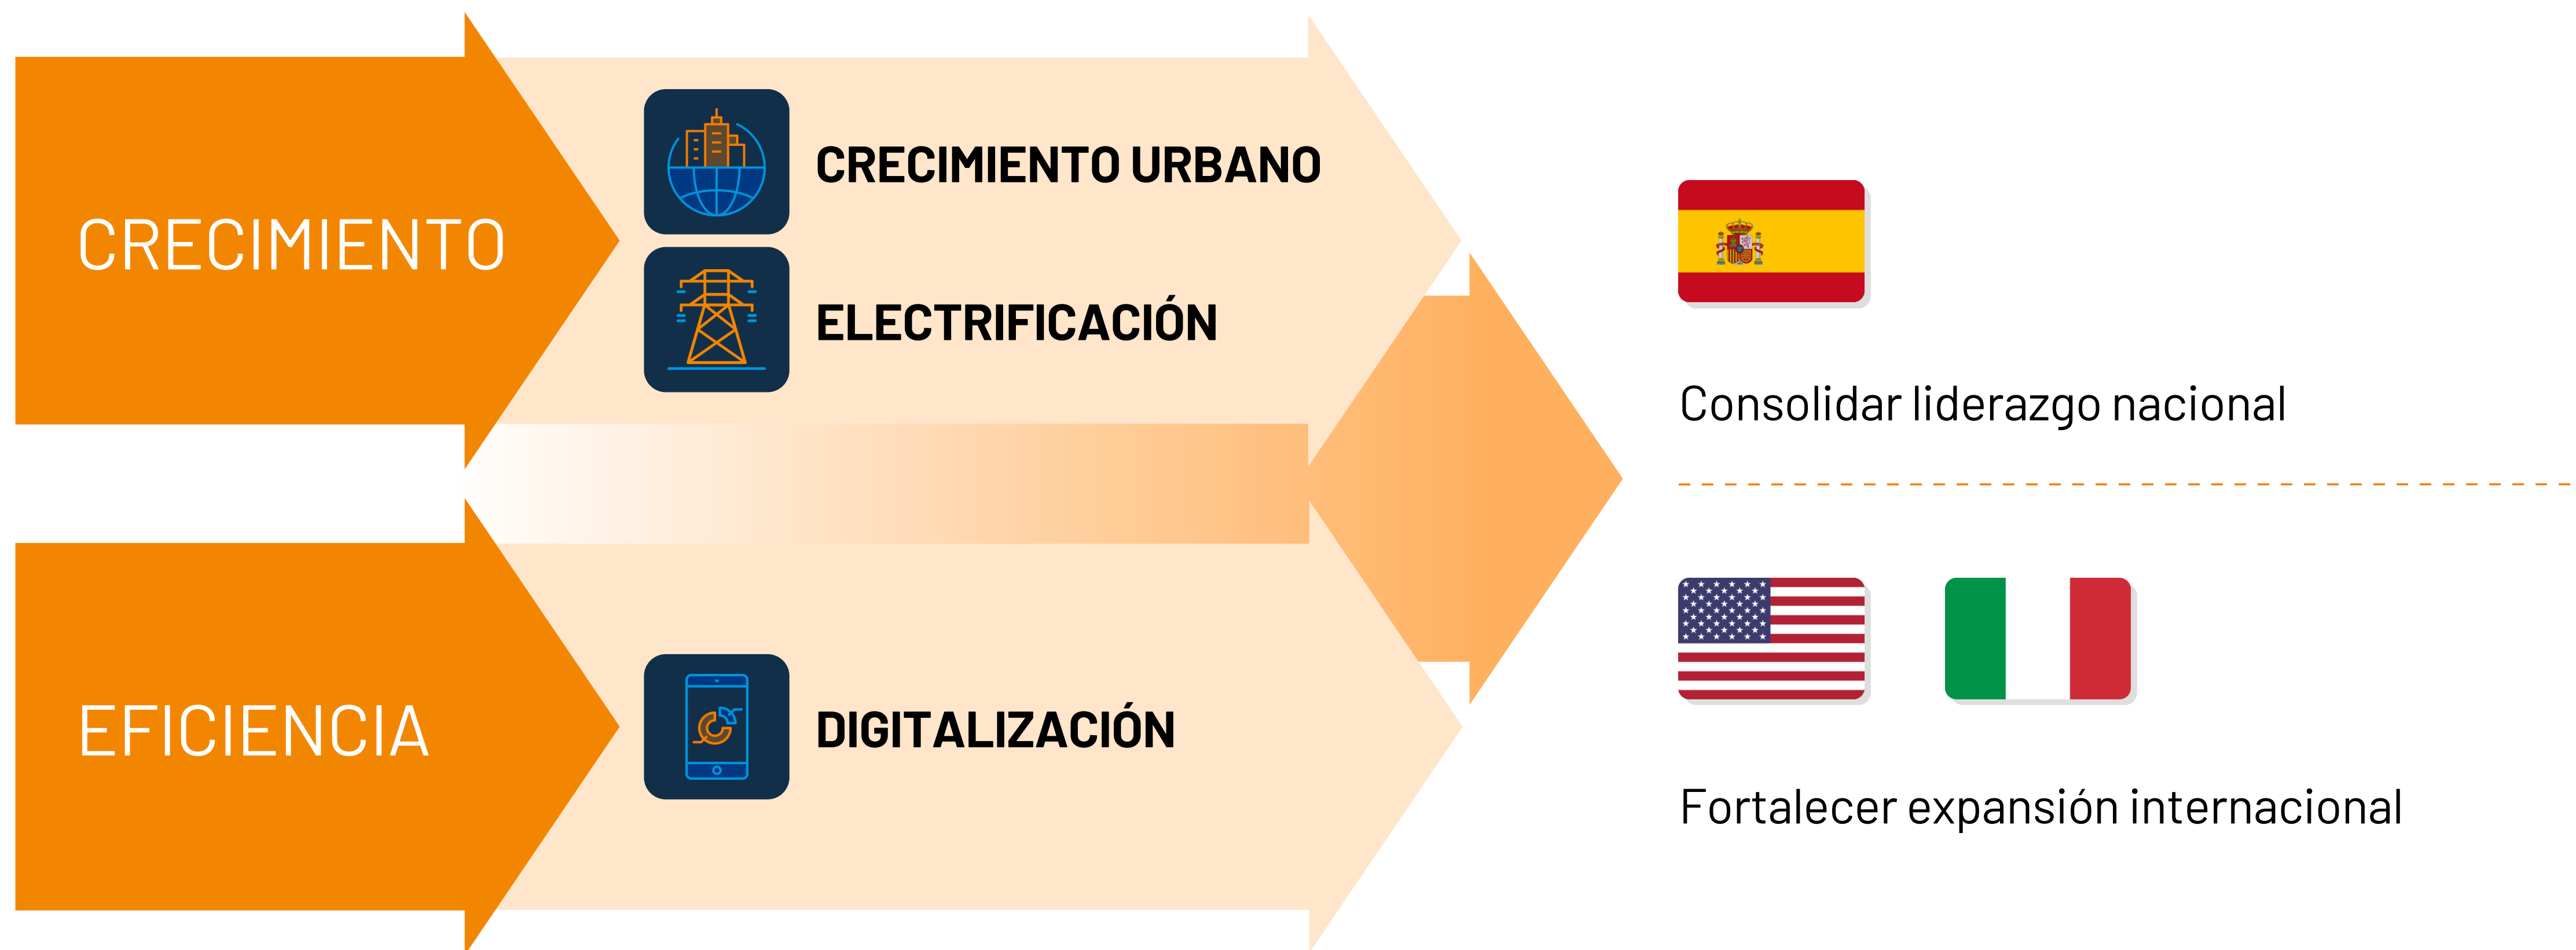 CRECIMIENTO
CRECIMIENTO URBANO
ELECTRIFICACIÓN
EFICIENCIA
DIGITALIZACIÓN
Consolidar liderazgo nacional
Fortalecer expansión internacional